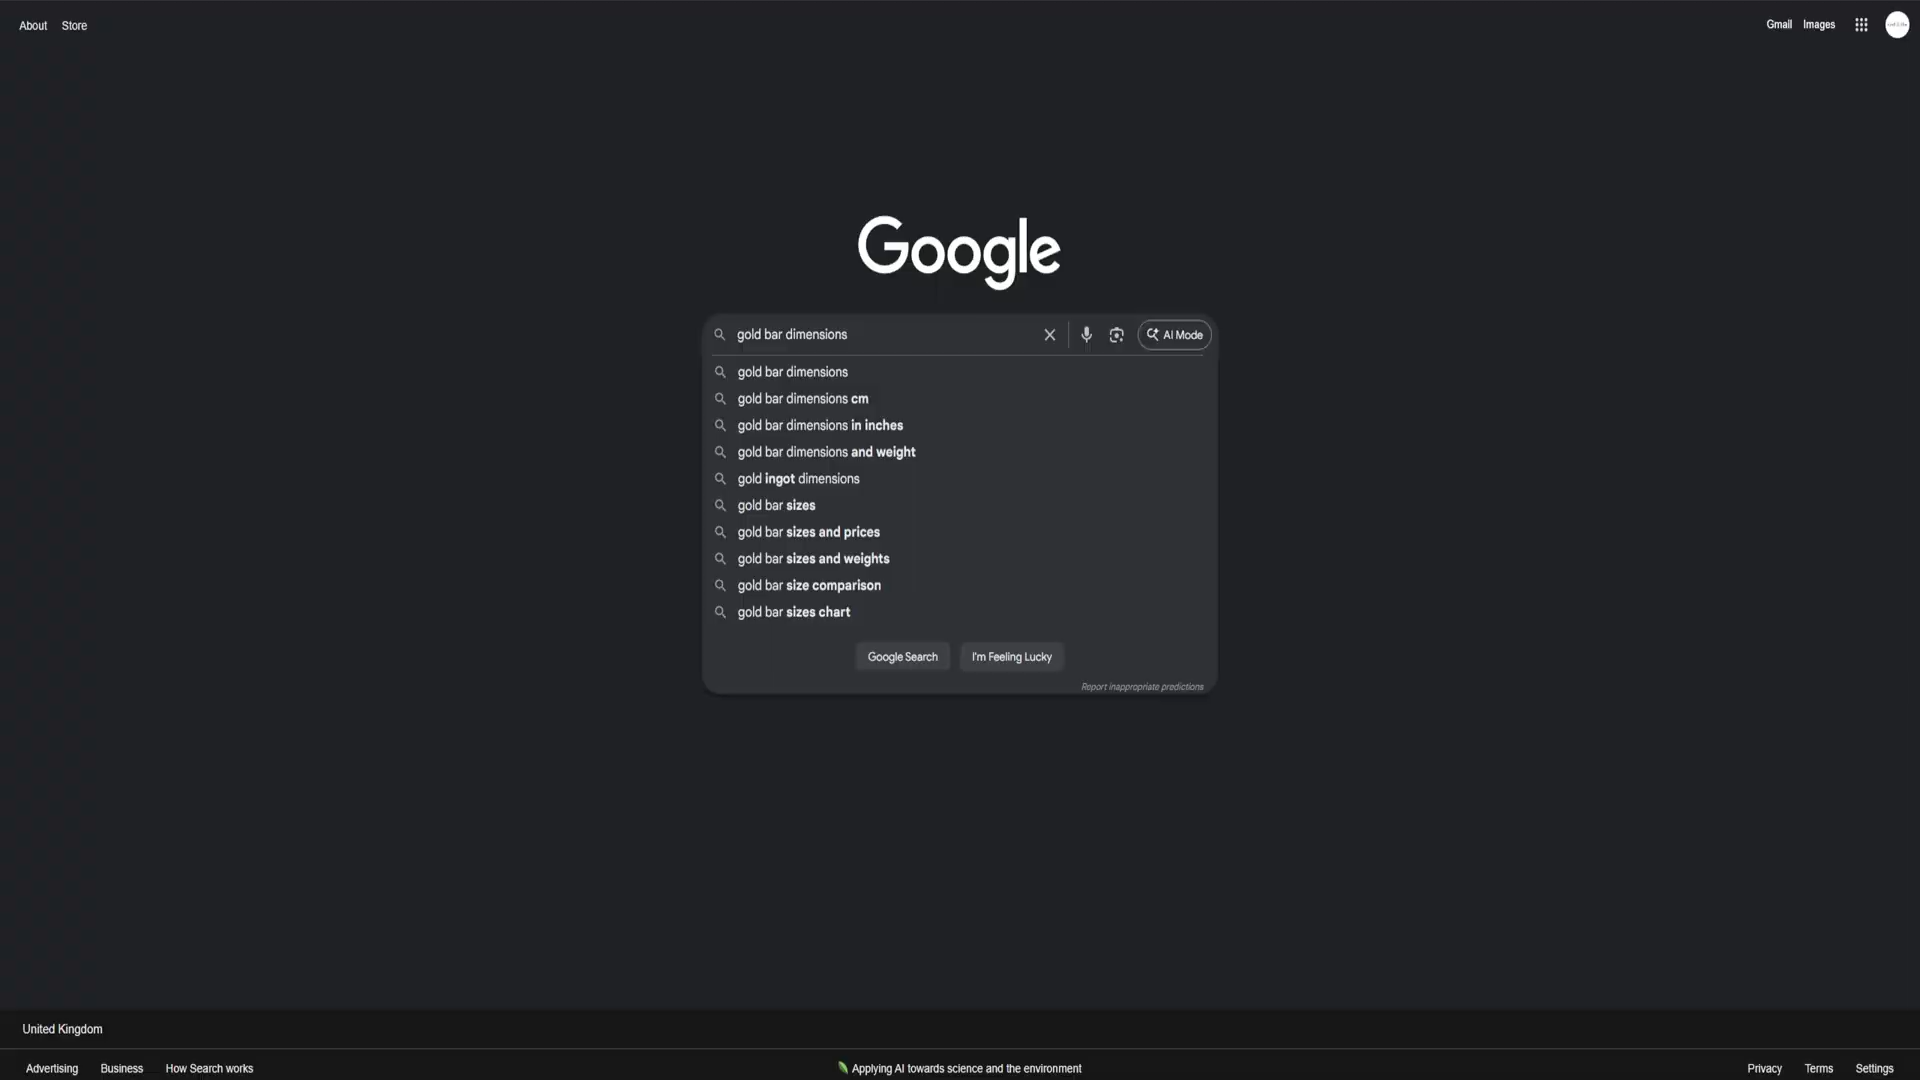 About Store
Gmail Images
Google
gold bar dimensions
AI Mode
gold bar dimensions
gold bar dimensions cm
gold bar dimensions in inches
gold bar dimensions and weight
gold ingot dimensions
gold bar sizes
gold bar sizes and prices
gold bar sizes and weights
gold bar size comparison
gold bar sizes chart
Google Search I'm Feeling Lucky
Report inappropriate predictions
United Kingdom
Advertising Business How Search works
Applying AI towards science and the environment
Privacy Terms Settings